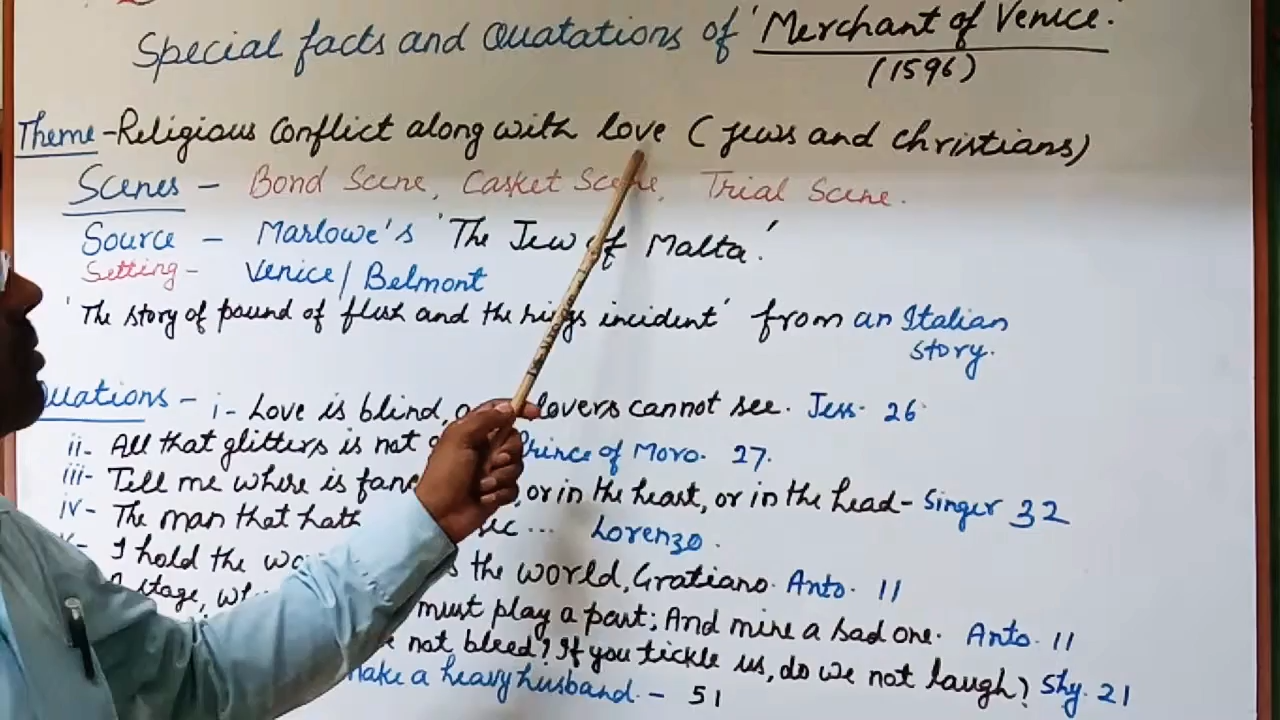 Special facts and Quatations of 'Merchant of Venice.'
(1596)
Theme - Religious Conflict along with love (Jews and Christians)
Scenes - Bond Scene, Casket Scene, Trial Scene.
Source - Marlowe's 'The Jew of Malta.'
Setting - Venice / Belmont
'The story of pound of flesh and the rings incident' from an Italian
story.
uations - i- Love is blind, lovers cannot see. Jess. 26
ii- All that glitters is not Prince of Moro. 27.
iii- Tell me where is , or in the heart, or in the head - Singer 32
iv- The man that hath ... Lorenzo.
I hold the the world, Gratiano. Anto. 11
stage, must play a part; And mine a sad one. Anto. 11
not bleed? If you tickle us, do we not laugh? Shy. 21
make a heavy husband. - 51